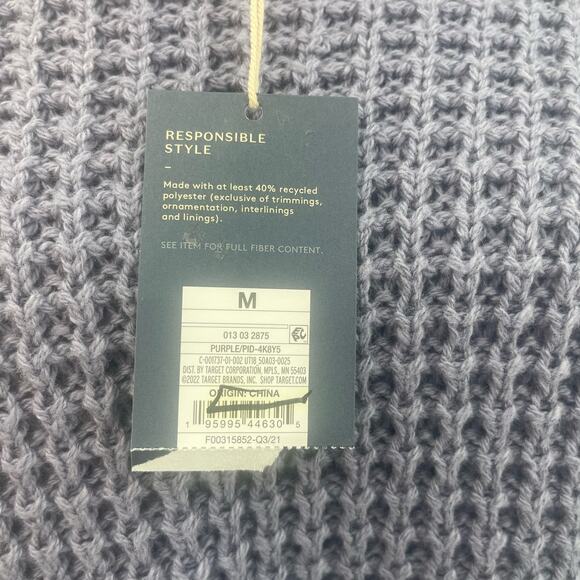 RESPONSIBLE
STYLE
–
Made with at least 40% recycled
polyester (exclusive of trimmings,
ornamentation, interlinings
and linings).
SEE ITEM FOR FULL FIBER CONTENT.
M
013 03 2875
PURPLE/PID-4K8Y5
C-001737-01-002 UT18 50A03-0025
DIST. BY TARGET CORPORATION, MPLS., MN 55403
©2022 TARGET BRANDS, INC. SHOP TARGET.COM
ORIGIN: CHINA
1 95995 44630 5
F00315852-Q3/21